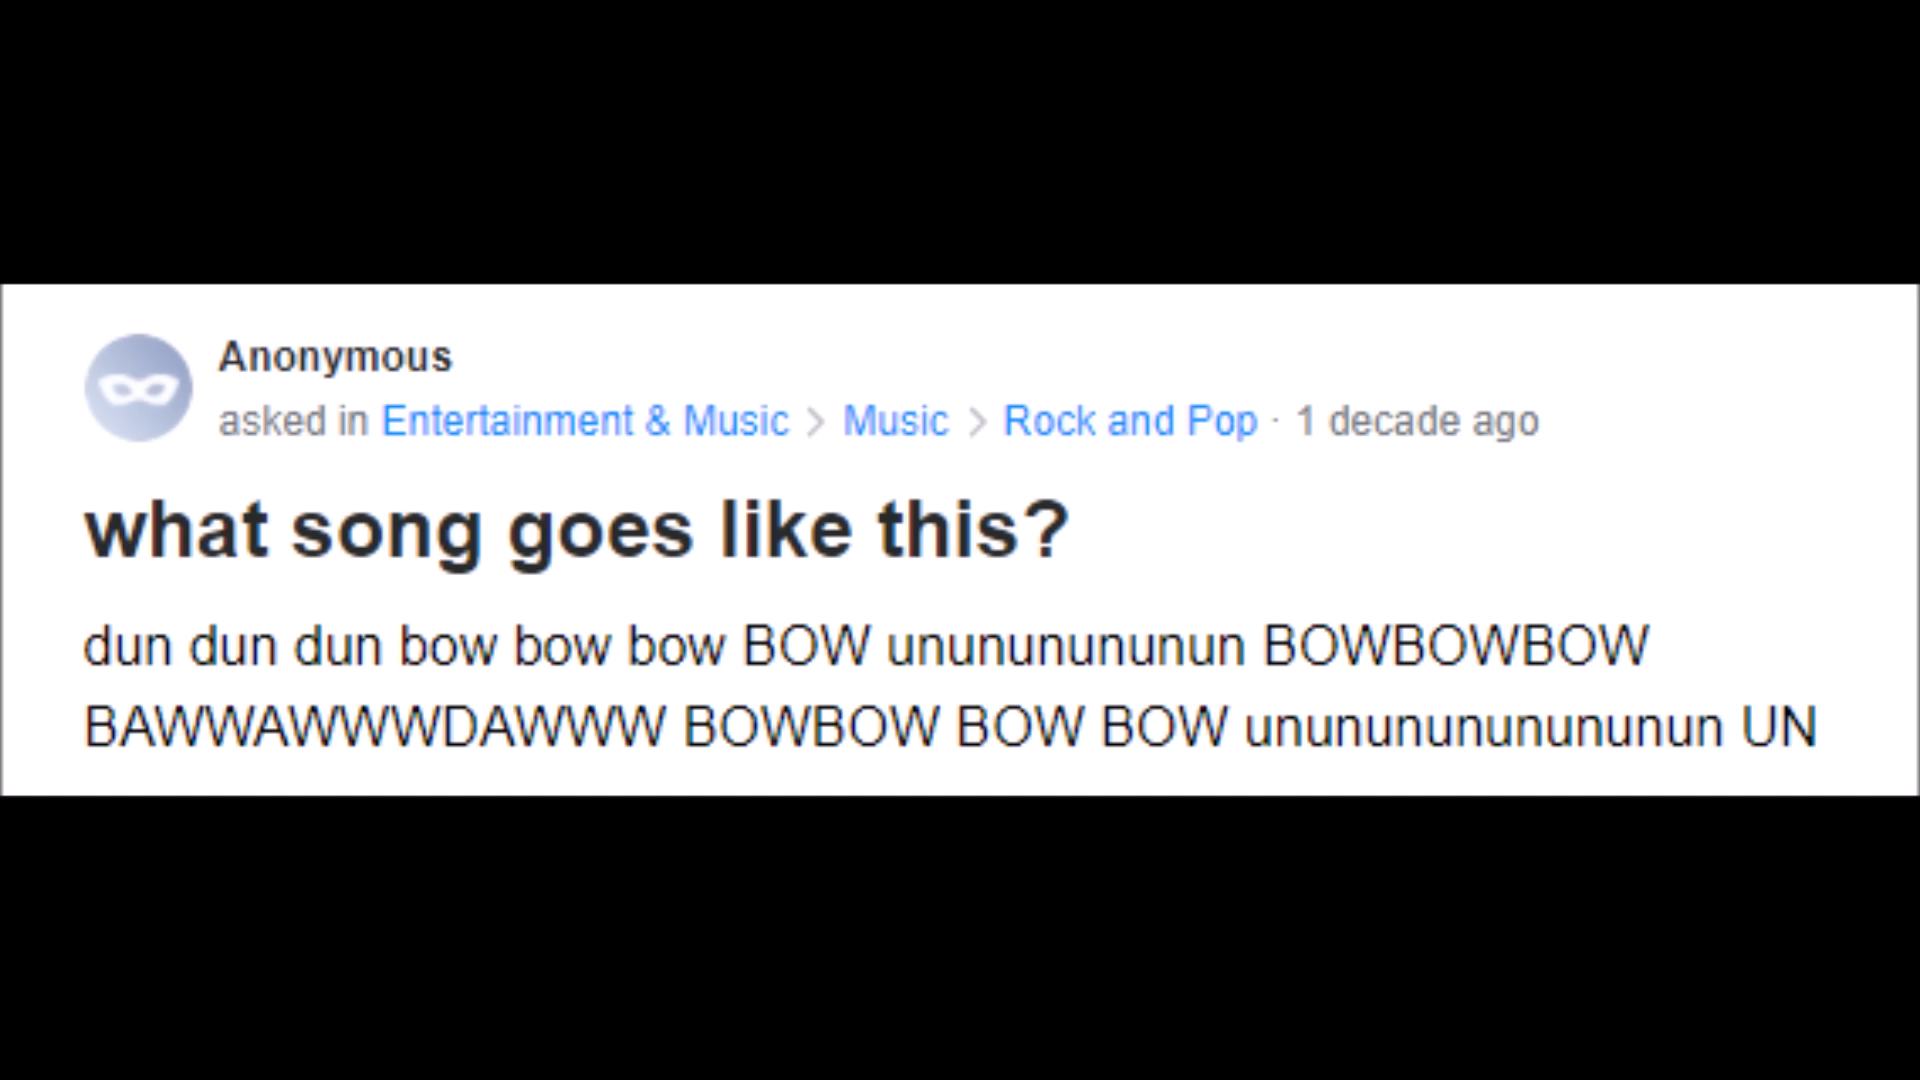 Anonymous
asked in Entertainment & Music > Music > Rock and Pop · 1 decade ago
what song goes like this?
dun dun dun bow bow bow BOW unununununun BOWBOWBOW
BAWWAWWWDAWWW BOWBOW BOW BOW unununununununun UN